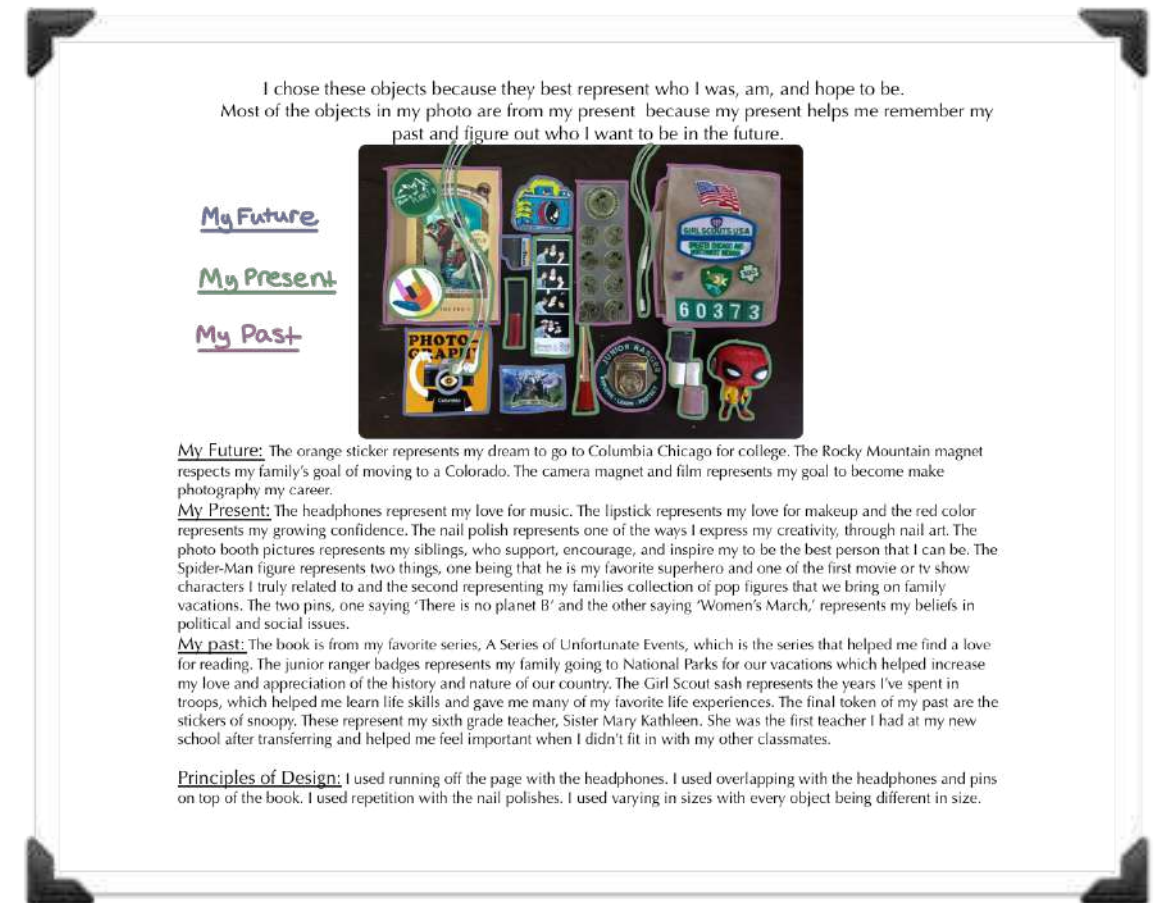 I chose these objects because they best represent who I was, am, and hope to be.
Most of the objects in my photo are from my present because my present helps me remember my
past and figure out who I want to be in the future.
My Future
My Present
My Past
GIRL SCOUTS USA
60373
PHOTO-
GRAPHY
Columbia
JUNIOR RANGER
EXPLORE · LEARN · PROTECT
My Future: The orange sticker represents my dream to go to Columbia Chicago for college. The Rocky Mountain magnet
respects my family's goal of moving to a Colorado. The camera magnet and film represents my goal to become make
photography my career.
My Present: The headphones represent my love for music. The lipstick represents my love for makeup and the red color
represents my growing confidence. The nail polish represents one of the ways I express my creativity, through nail art. The
photo booth pictures represents my siblings, who support, encourage, and inspire my to be the best person that I can be. The
Spider-Man figure represents two things, one being that he is my favorite superhero and one of the first movie or tv show
characters I truly related to and the second representing my families collection of pop figures that we bring on family
vacations. The two pins, one saying 'There is no planet B' and the other saying 'Women's March,' represents my beliefs in
political and social issues.
My past: The book is from my favorite series, A Series of Unfortunate Events, which is the series that helped me find a love
for reading. The junior ranger badges represents my family going to National Parks for our vacations which helped increase
my love and appreciation of the history and nature of our country. The Girl Scout sash represents the years I've spent in
troops, which helped me learn life skills and gave me many of my favorite life experiences. The final token of my past are the
stickers of snoopy. These represent my sixth grade teacher, Sister Mary Kathleen. She was the first teacher I had at my new
school after transferring and helped me feel important when I didn't fit in with my other classmates.
Principles of Design: I used running off the page with the headphones. I used overlapping with the headphones and pins
on top of the book. I used repetition with the nail polishes. I used varying in sizes with every object being different in size.